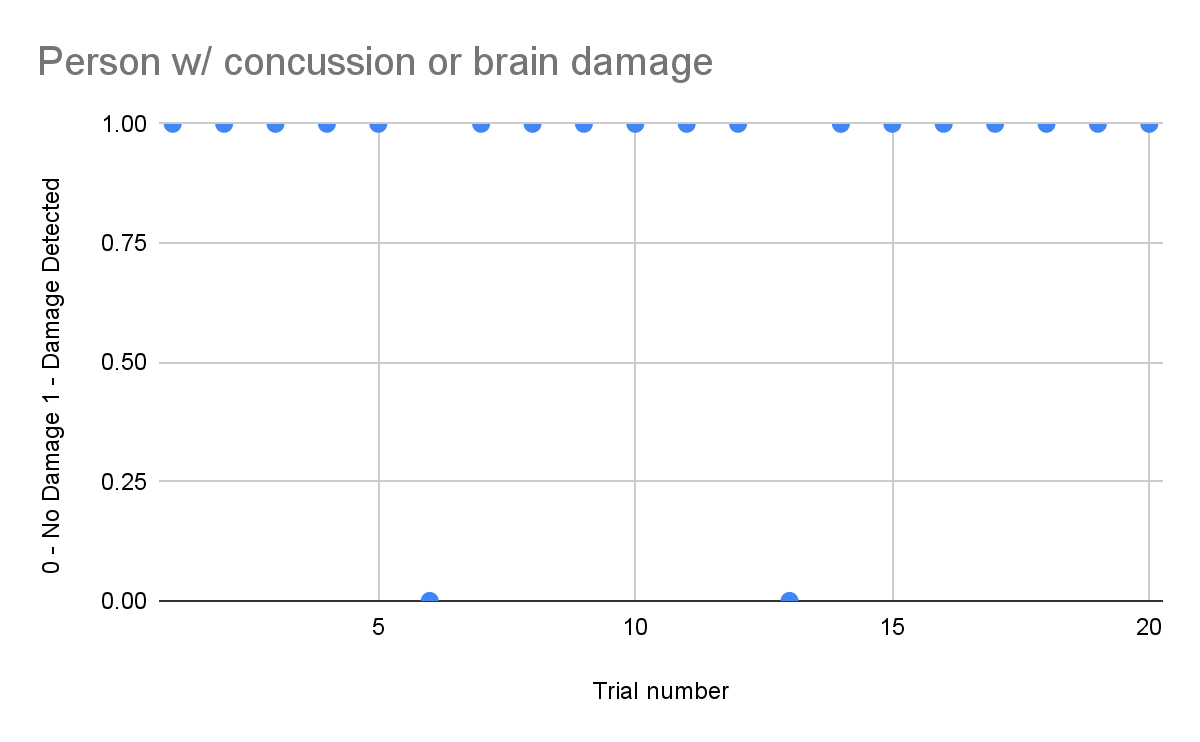 Person w/ concussion or brain damage
1.00
0.75
0.50
0.25
0.00
0 - No Damage 1 - Damage Detected
5 10 15 20
Trial number